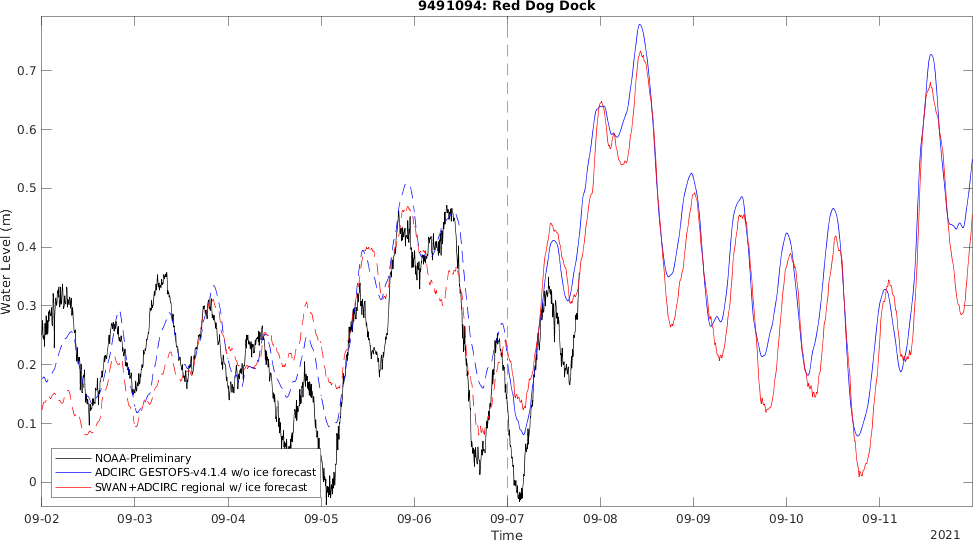 9491094: Red Dog Dock
Water Level (m)
0.7
0.6
0.5
0.4
0.3
0.2
0.1
0
NOAA-Preliminary
ADCIRC GESTOFS-v4.1.4 w/o ice forecast
SWAN+ADCIRC regional w/ ice forecast
09-02 09-03 09-04 09-05 09-06 09-07 09-08 09-09 09-10 09-11
Time
2021